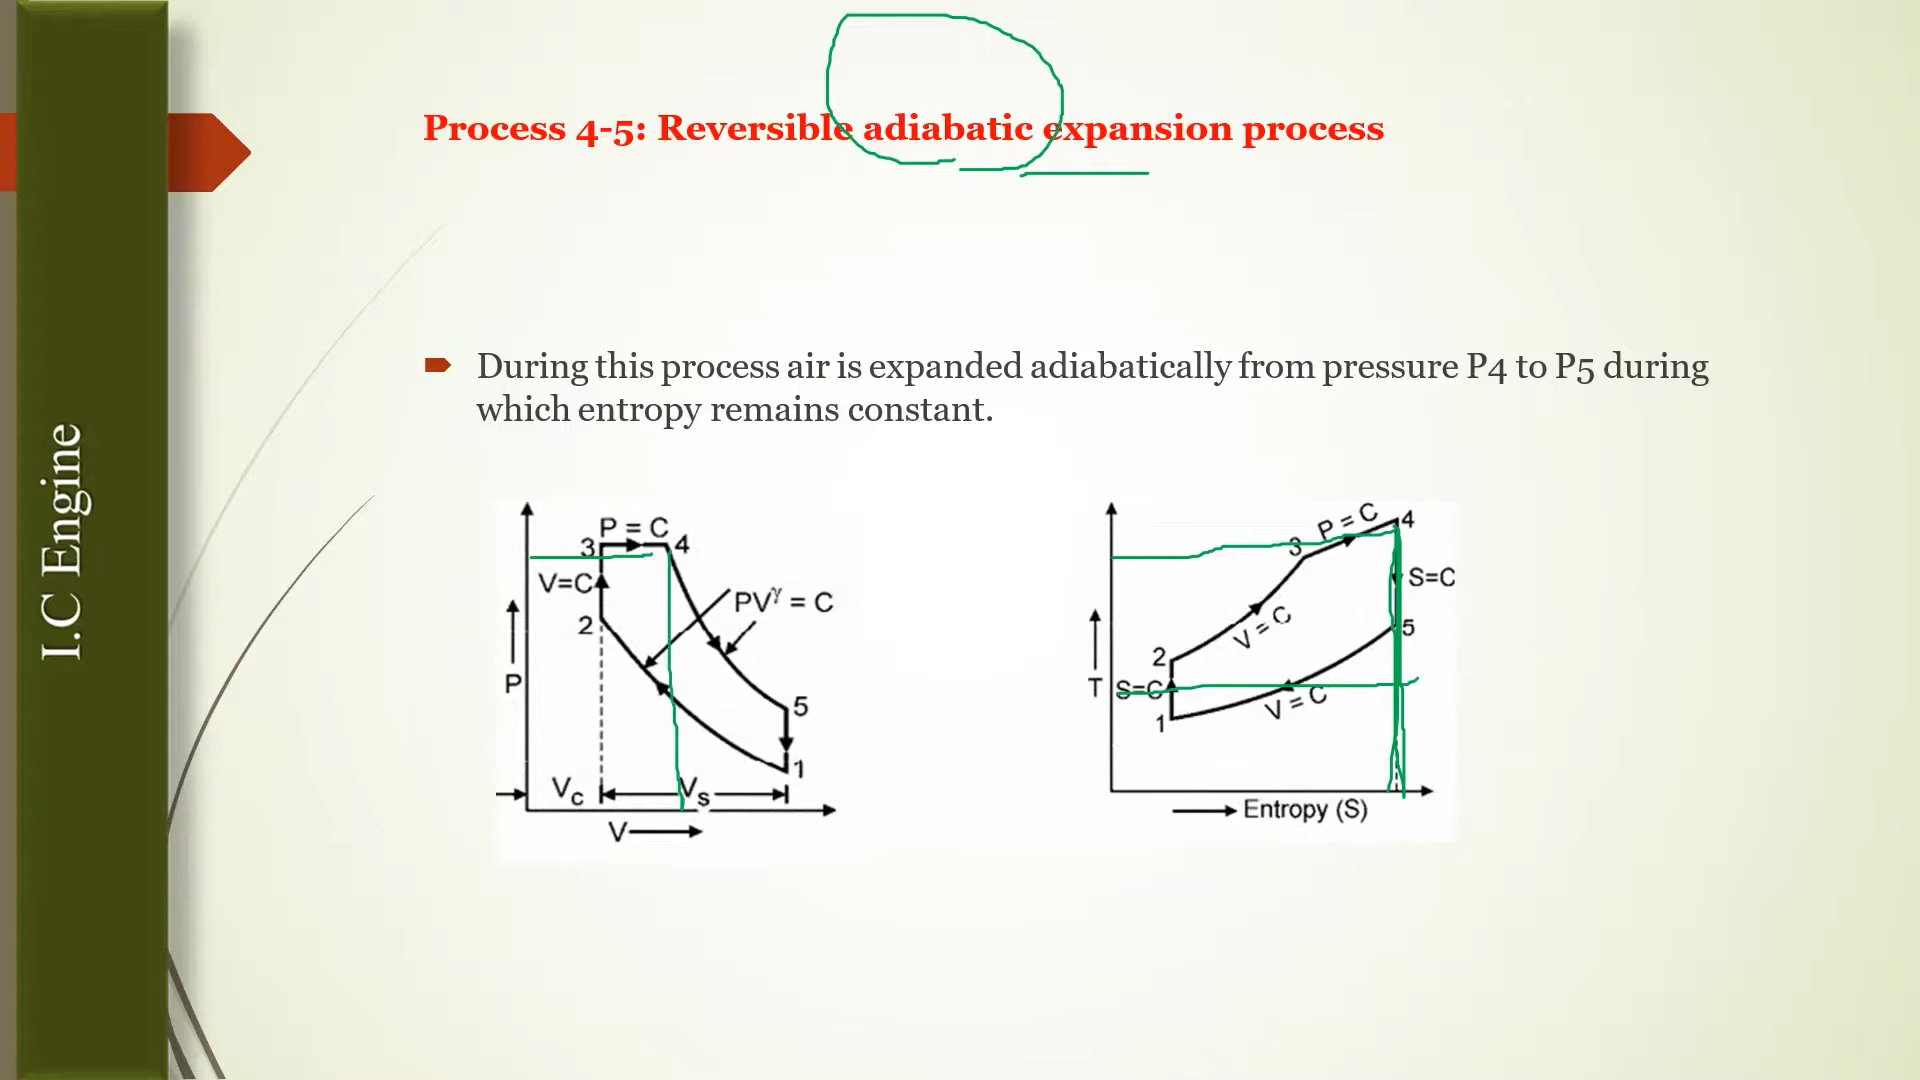 I.C Engine
Process 4-5: Reversible adiabatic expansion process
During this process air is expanded adiabatically from pressure P4 to P5 during
which entropy remains constant.
P = C
3
4
V=C
PVᵞ = C
2
P
5
1
Vc
Vs
V
P = C
4
3
S=C
V = C
5
2
T
S=C
V = C
1
Entropy (S)